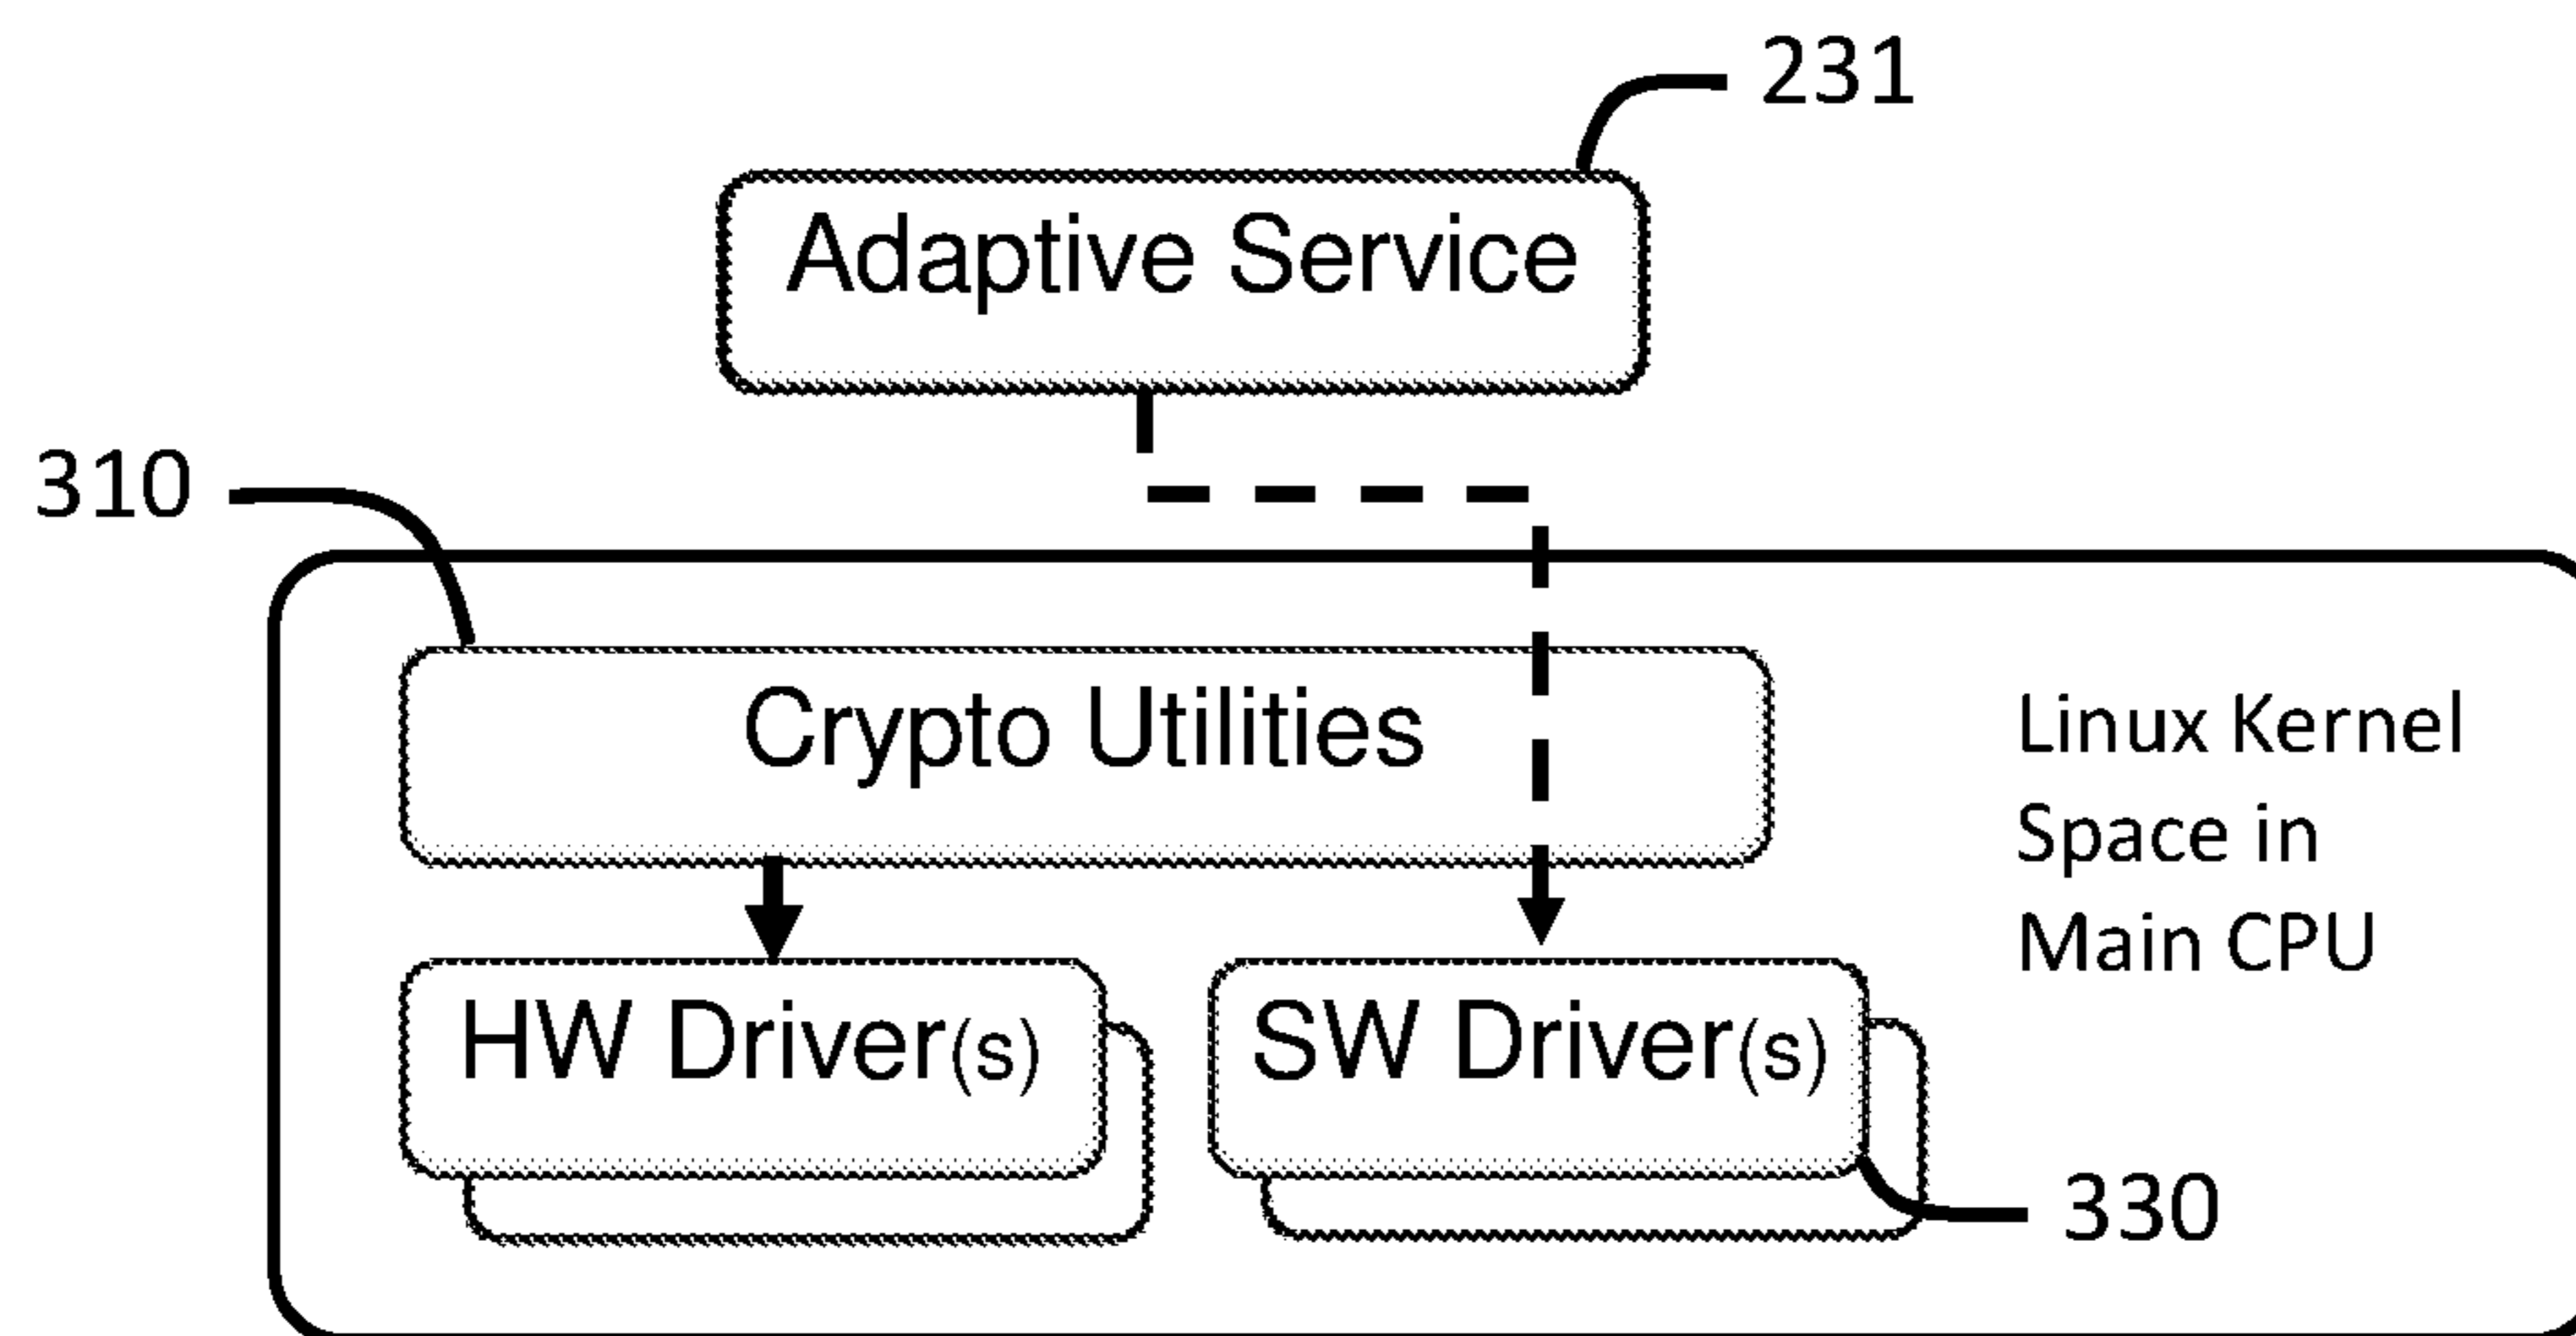 231
Adaptive Service
310
Crypto Utilities
Linux Kernel
Space in
Main CPU
HW Driver(s)
SW Driver(s)
330